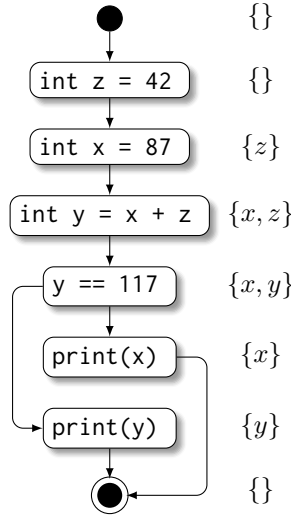 {}
int z = 42 {}
int x = 87 {z}
int y = x + z {x, z}
y == 117 {x, y}
print(x) {x}
print(y) {y}
{}